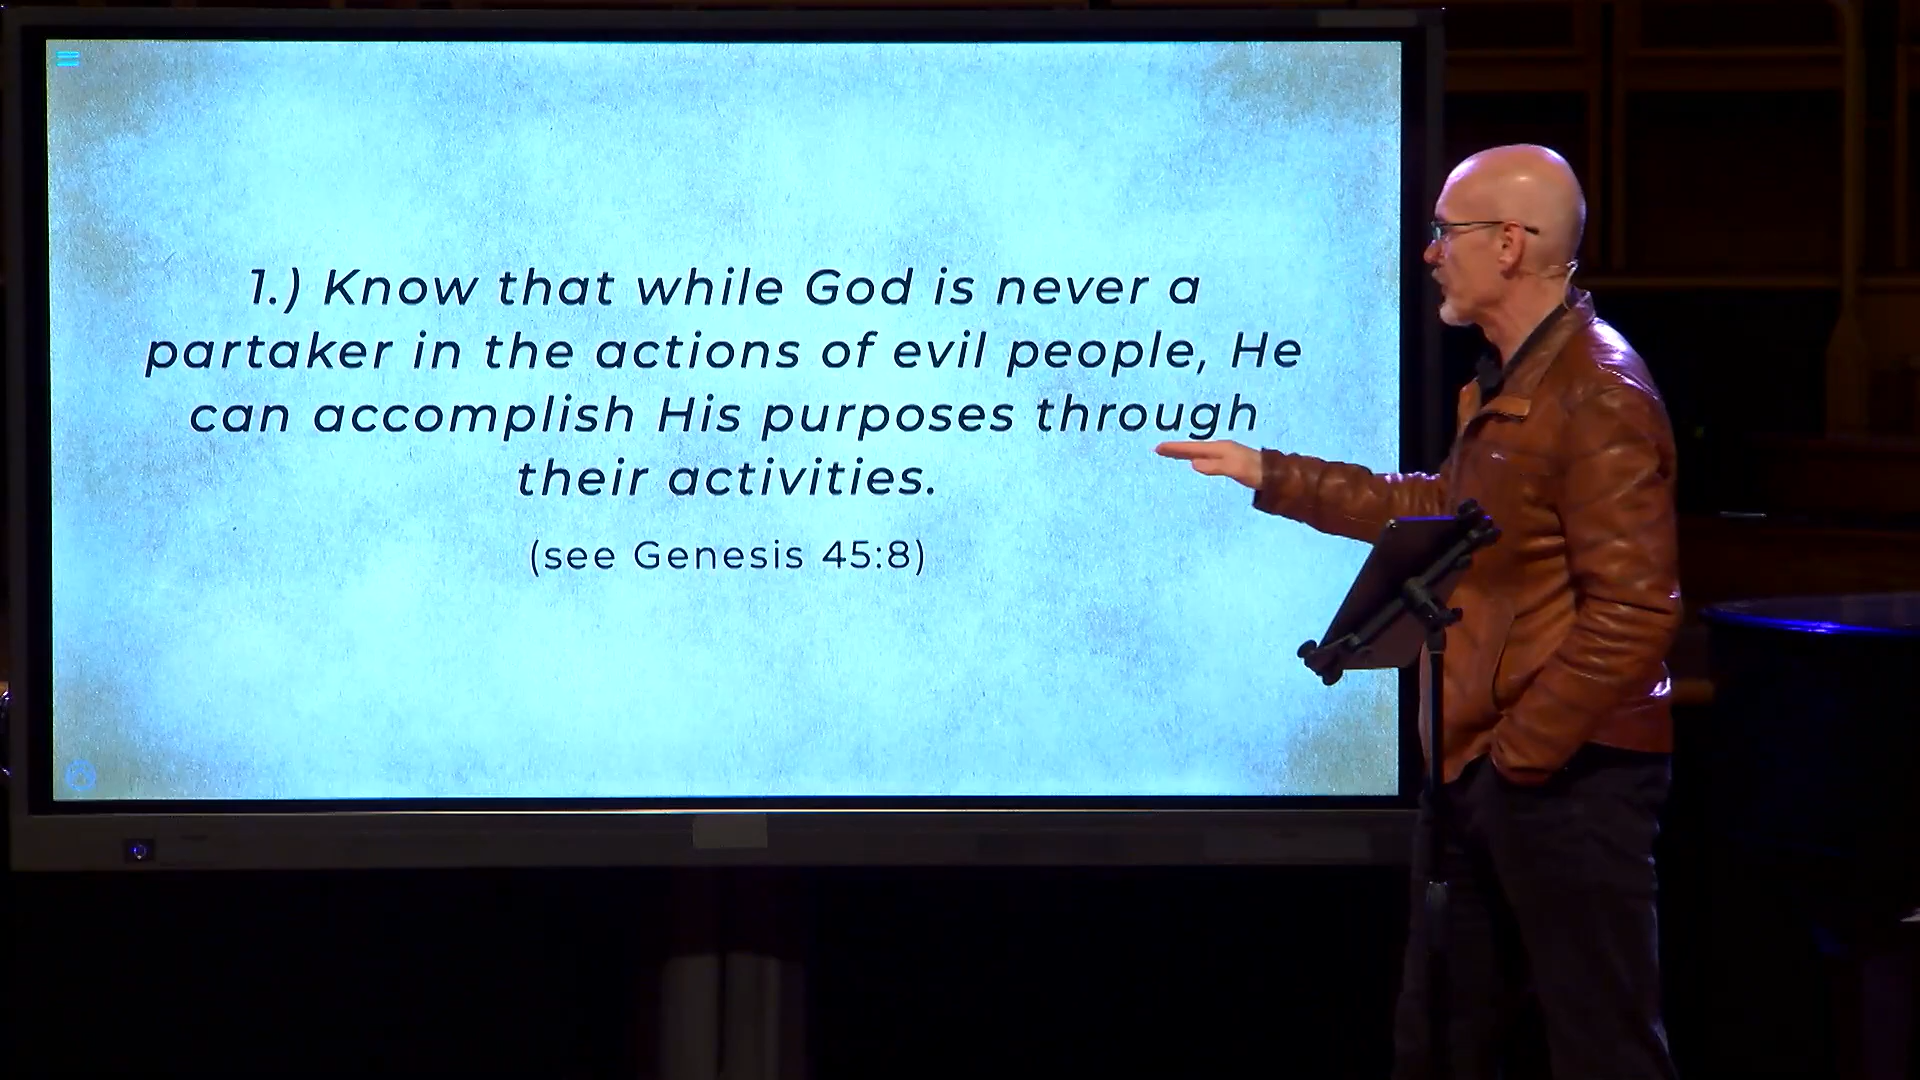 1.) Know that while God is never a
partaker in the actions of evil people, He
can accomplish His purposes through
their activities.
(see Genesis 45:8)